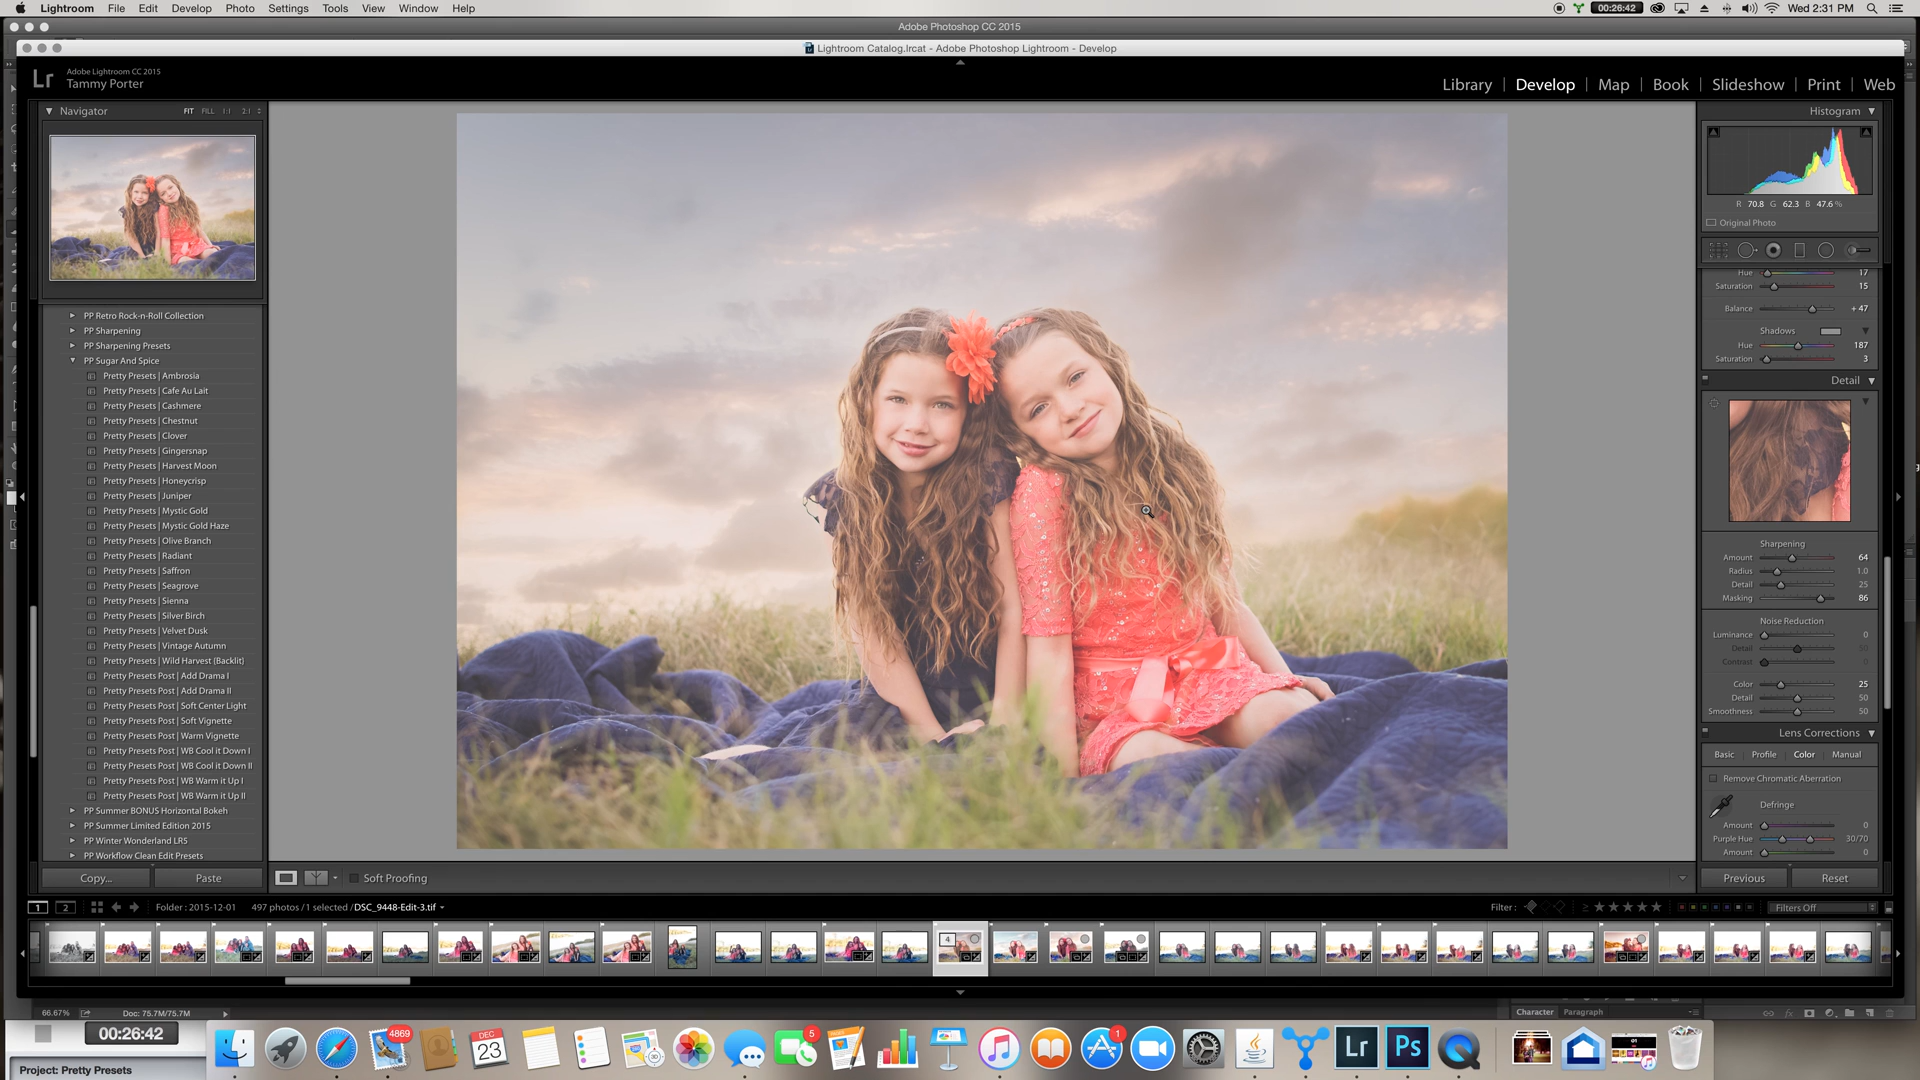 Lightroom File Edit Develop Photo Settings Tools View Window Help
00:26:42 Wed 2:31 PM
Adobe Photoshop CC 2015
Lightroom Catalog.lrcat - Adobe Photoshop Lightroom - Develop
Lr Adobe Lightroom CC 2015
Tammy Porter
Library | Develop | Map | Book | Slideshow | Print | Web
Navigator FIT FILL 1:1 2:1
PP Retro Rock-n-Roll Collection
PP Sharpening
PP Sharpening Presets
PP Sugar And Spice
Pretty Presets | Ambrosia
Pretty Presets | Cafe Au Lait
Pretty Presets | Cashmere
Pretty Presets | Chestnut
Pretty Presets | Clover
Pretty Presets | Gingersnap
Pretty Presets | Harvest Moon
Pretty Presets | Honeycrisp
Pretty Presets | Juniper
Pretty Presets | Mystic Gold
Pretty Presets | Mystic Gold Haze
Pretty Presets | Olive Branch
Pretty Presets | Radiant
Pretty Presets | Saffron
Pretty Presets | Seagrove
Pretty Presets | Sienna
Pretty Presets | Silver Birch
Pretty Presets | Velvet Dusk
Pretty Presets | Vintage Autumn
Pretty Presets | Wild Harvest (Backlit)
Pretty Presets Post | Add Drama I
Pretty Presets Post | Add Drama II
Pretty Presets Post | Soft Center Light
Pretty Presets Post | Soft Vignette
Pretty Presets Post | Warm Vignette
Pretty Presets Post | WB Cool it Down I
Pretty Presets Post | WB Cool it Down II
Pretty Presets Post | WB Warm it Up I
Pretty Presets Post | WB Warm it Up II
PP Summer BONUS Horizontal Bokeh
PP Summer Limited Edition 2015
PP Winter Wonderland LR5
PP Workflow Clean Edit Presets
Copy... Paste
Soft Proofing
Histogram
R 70.8 G 62.3 B 47.6 %
Original Photo
Hue 17
Saturation 15
Balance + 47
Shadows
Hue 187
Saturation 3
Detail
Sharpening
Amount 64
Radius 1.0
Detail 25
Masking 86
Noise Reduction
Luminance 0
Detail 50
Contrast 0
Color 25
Detail 50
Smoothness 50
Lens Corrections
Basic Profile Color Manual
Remove Chromatic Aberration
Defringe
Amount 0
Purple Hue 30/70
Amount 0
Previous Reset
1 2 Folder : 2015-12-01 497 photos / 1 selected / DSC_9448-Edit-3.tif
Filter : Filters Off
4
66.67% Doc: 75.7M/75.7M
Character Paragraph
00:26:42
4869
DEC
23
5
1
Lr
Ps
Project: Pretty Presets